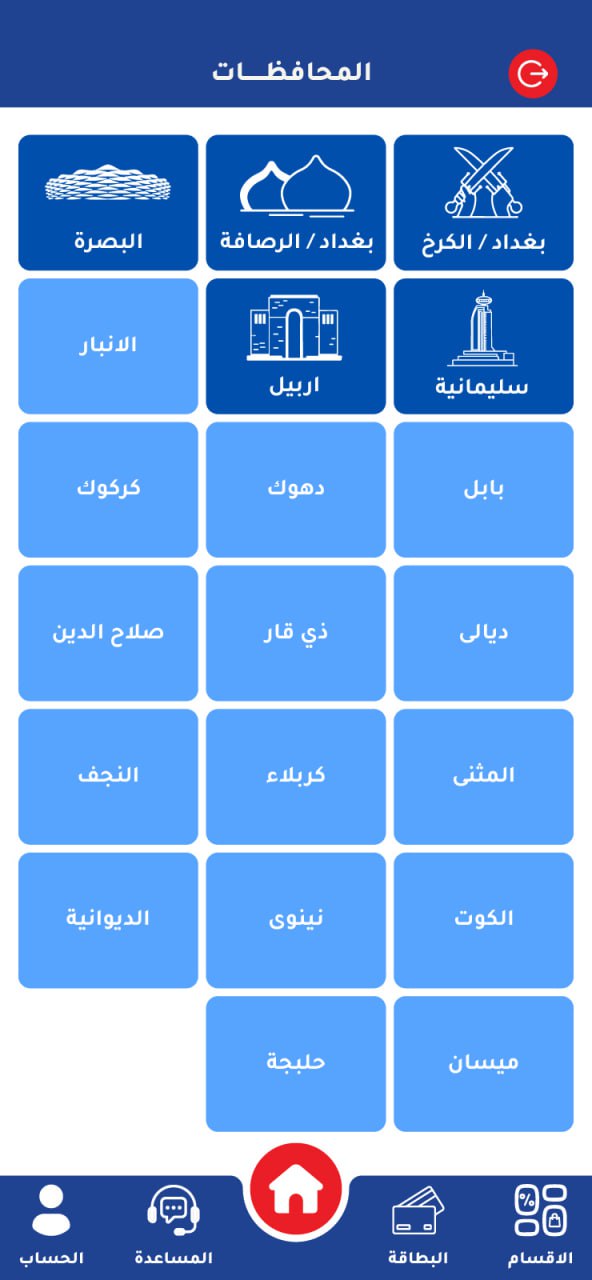 المحافظـــات
بغداد / الكرخ
بغداد / الرصافة
البصرة
سليمانية
اربيل
الانبار
بابل
دهوك
كركوك
ديالى
ذي قار
صلاح الدين
المثنى
كربلاء
النجف
الكوت
نينوى
الديوانية
ميسان
حلبجة
%
الاقسام
البطاقة
المساعدة
الحساب